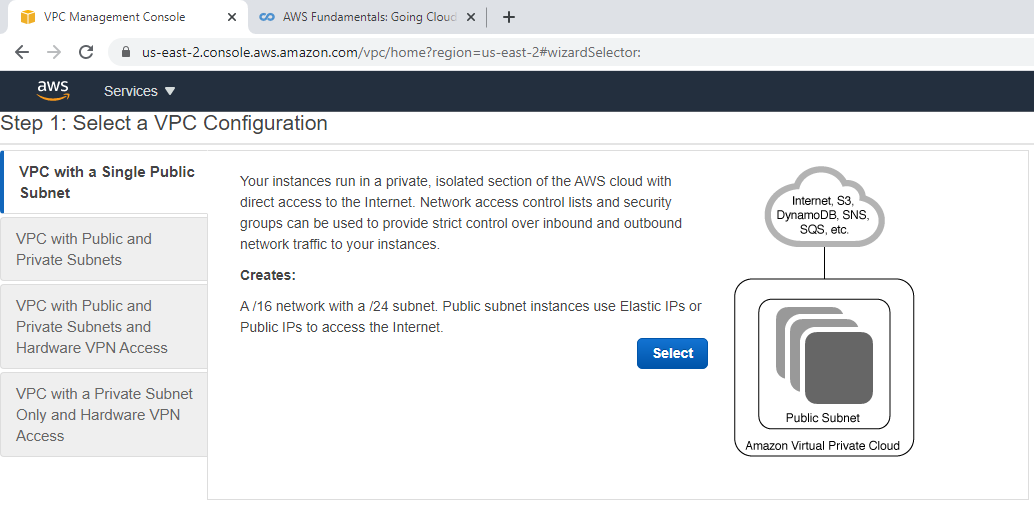 VPC Management Console
AWS Fundamentals: Going Cloud
us-east-2.console.aws.amazon.com/vpc/home?region=us-east-2#wizardSelector:
aws
Services
Step 1: Select a VPC Configuration
VPC with a Single Public
Subnet
VPC with Public and
Private Subnets
VPC with Public and
Private Subnets and
Hardware VPN Access
VPC with a Private Subnet
Only and Hardware VPN
Access
Your instances run in a private, isolated section of the AWS cloud with
direct access to the Internet. Network access control lists and security
groups can be used to provide strict control over inbound and outbound
network traffic to your instances.
Creates:
A /16 network with a /24 subnet. Public subnet instances use Elastic IPs or
Public IPs to access the Internet.
Select
Internet, S3,
DynamoDB, SNS,
SQS, etc.
Public Subnet
Amazon Virtual Private Cloud